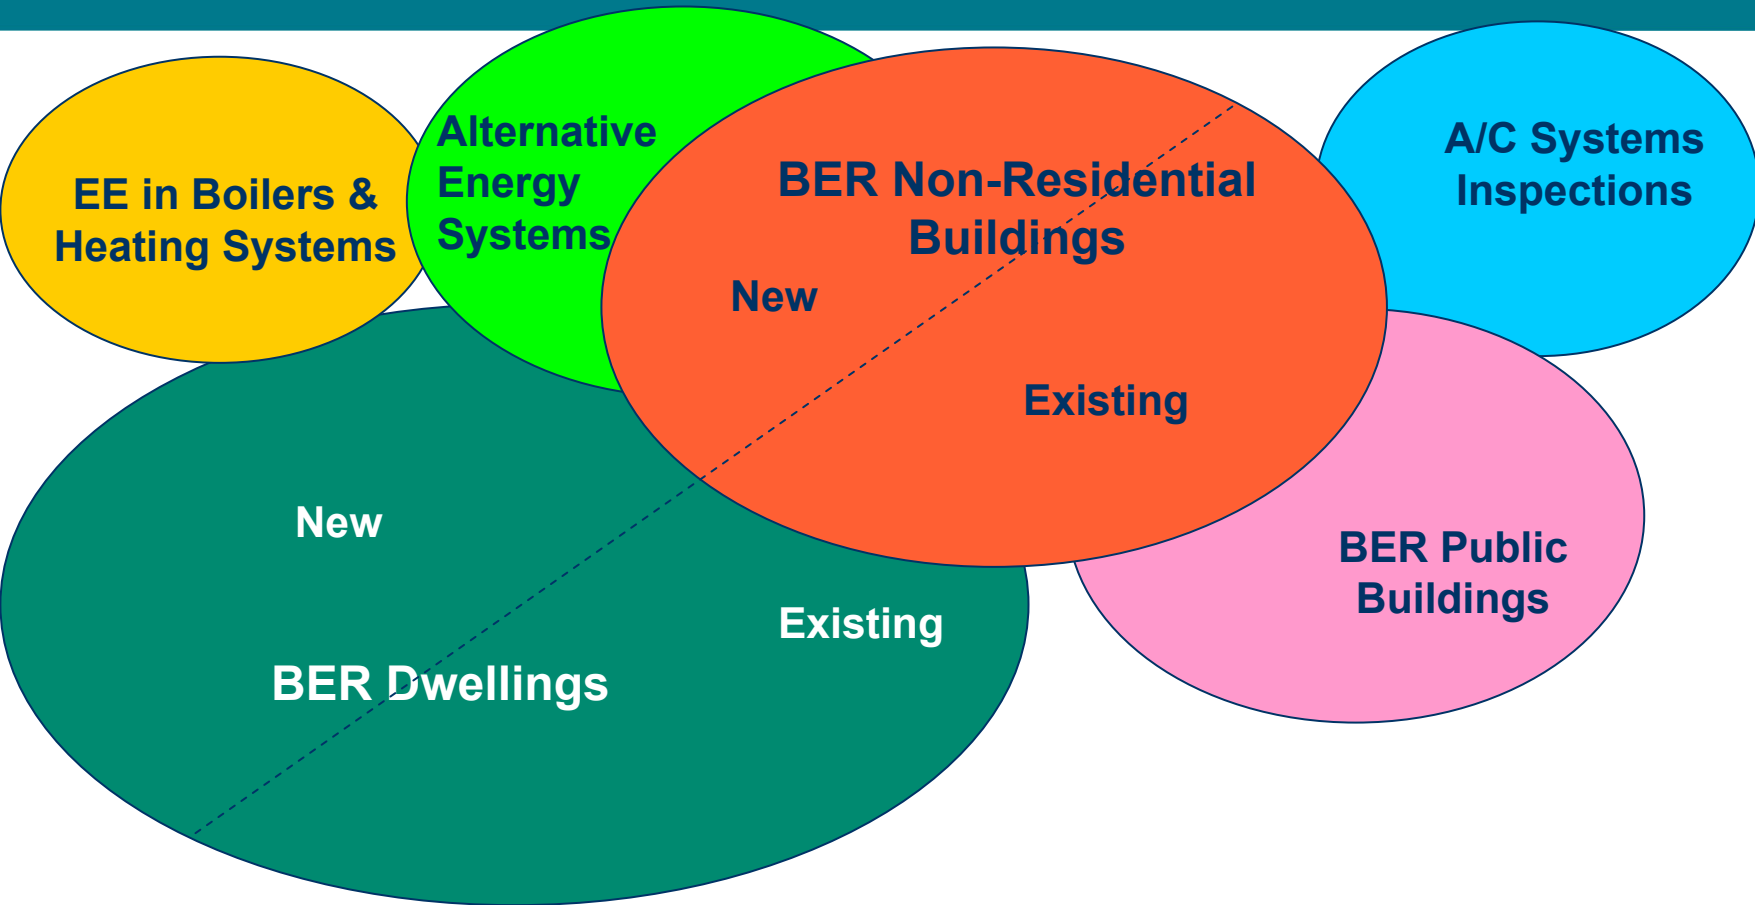 EE in Boilers &
Heating Systems
Alternative
Energy
Systems
BER Non-Residential
Buildings
New
Existing
A/C Systems
Inspections
New
Existing
BER Dwellings
BER Public
Buildings